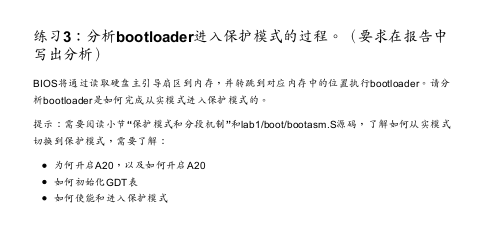 练习3：分析bootloader进入保护模式的过程。（要求在报告中
写出分析）
BIOS将通过读取硬盘主引导扇区到内存，并转跳到对应内存中的位置执行bootloader。请分
析bootloader是如何完成从实模式进入保护模式的。
提示：需要阅读小节“保护模式和分段机制”和lab1/boot/bootasm.S源码，了解如何从实模式
切换到保护模式，需要了解：
● 为何开启A20，以及如何开启A20
● 如何初始化GDT表
● 如何使能和进入保护模式